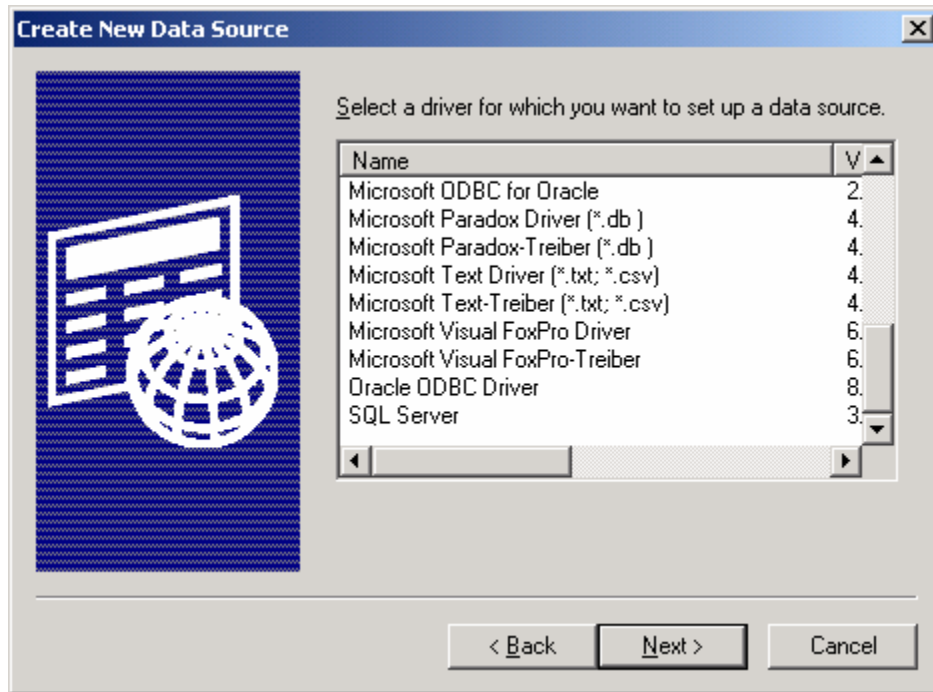 Create New Data Source
Select a driver for which you want to set up a data source.
Name V
Microsoft ODBC for Oracle 2.
Microsoft Paradox Driver (*.db ) 4.
Microsoft Paradox-Treiber (*.db ) 4.
Microsoft Text Driver (*.txt; *.csv) 4.
Microsoft Text-Treiber (*.txt; *.csv) 4.
Microsoft Visual FoxPro Driver 6.
Microsoft Visual FoxPro-Treiber 6.
Oracle ODBC Driver 8.
SQL Server 3.
< Back Next > Cancel